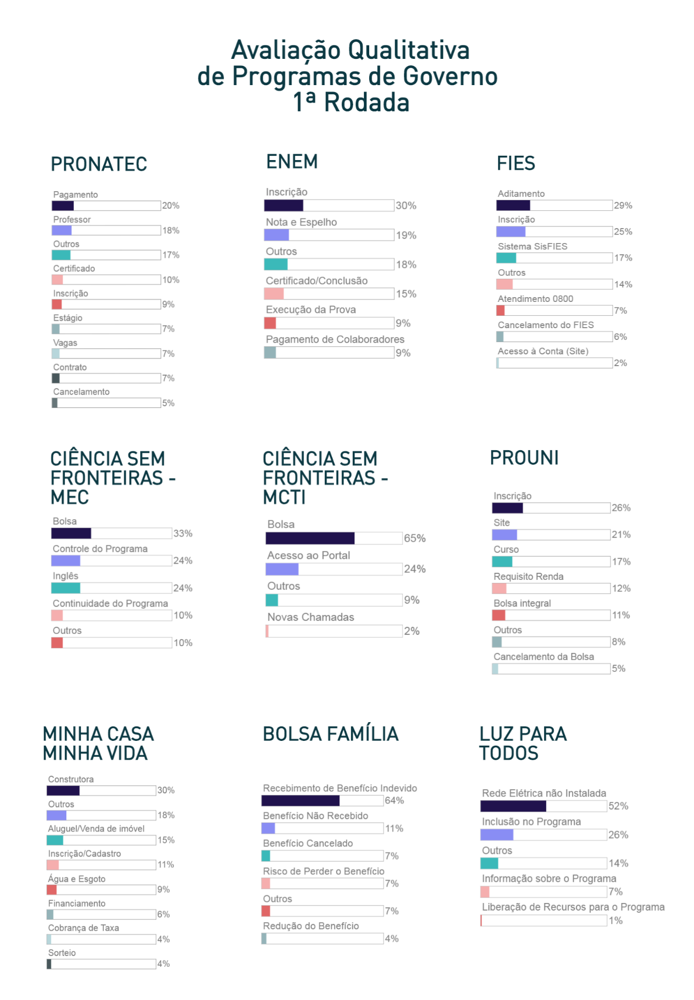 Avaliação Qualitativa
de Programas de Governo
1ª Rodada
PRONATEC
Pagamento
20%
Professor
18%
Outros
17%
Certificado
10%
Inscrição
9%
Estágio
7%
Vagas
7%
Contrato
7%
Cancelamento
5%
ENEM
Inscrição
30%
Nota e Espelho
19%
Outros
18%
Certificado/Conclusão
15%
Execução da Prova
9%
Pagamento de Colaboradores
9%
FIES
Aditamento
29%
Inscrição
25%
Sistema SisFIES
17%
Outros
14%
Atendimento 0800
7%
Cancelamento do FIES
6%
Acesso à Conta (Site)
2%
CIÊNCIA SEM
FRONTEIRAS -
MEC
Bolsa
33%
Controle do Programa
24%
Inglês
24%
Continuidade do Programa
10%
Outros
10%
CIÊNCIA SEM
FRONTEIRAS -
MCTI
Bolsa
65%
Acesso ao Portal
24%
Outros
9%
Novas Chamadas
2%
PROUNI
Inscrição
26%
Site
21%
Curso
17%
Requisito Renda
12%
Bolsa integral
11%
Outros
8%
Cancelamento da Bolsa
5%
MINHA CASA
MINHA VIDA
Construtora
30%
Outros
18%
Aluguel/Venda de imóvel
15%
Inscrição/Cadastro
11%
Água e Esgoto
9%
Financiamento
6%
Cobrança de Taxa
4%
Sorteio
4%
BOLSA FAMÍLIA
Recebimento de Benefício Indevido
64%
Benefício Não Recebido
11%
Benefício Cancelado
7%
Risco de Perder o Benefício
7%
Outros
7%
Redução do Benefício
4%
LUZ PARA
TODOS
Rede Elétrica não Instalada
52%
Inclusão no Programa
26%
Outros
14%
Informação sobre o Programa
7%
Liberação de Recursos para o Programa
1%